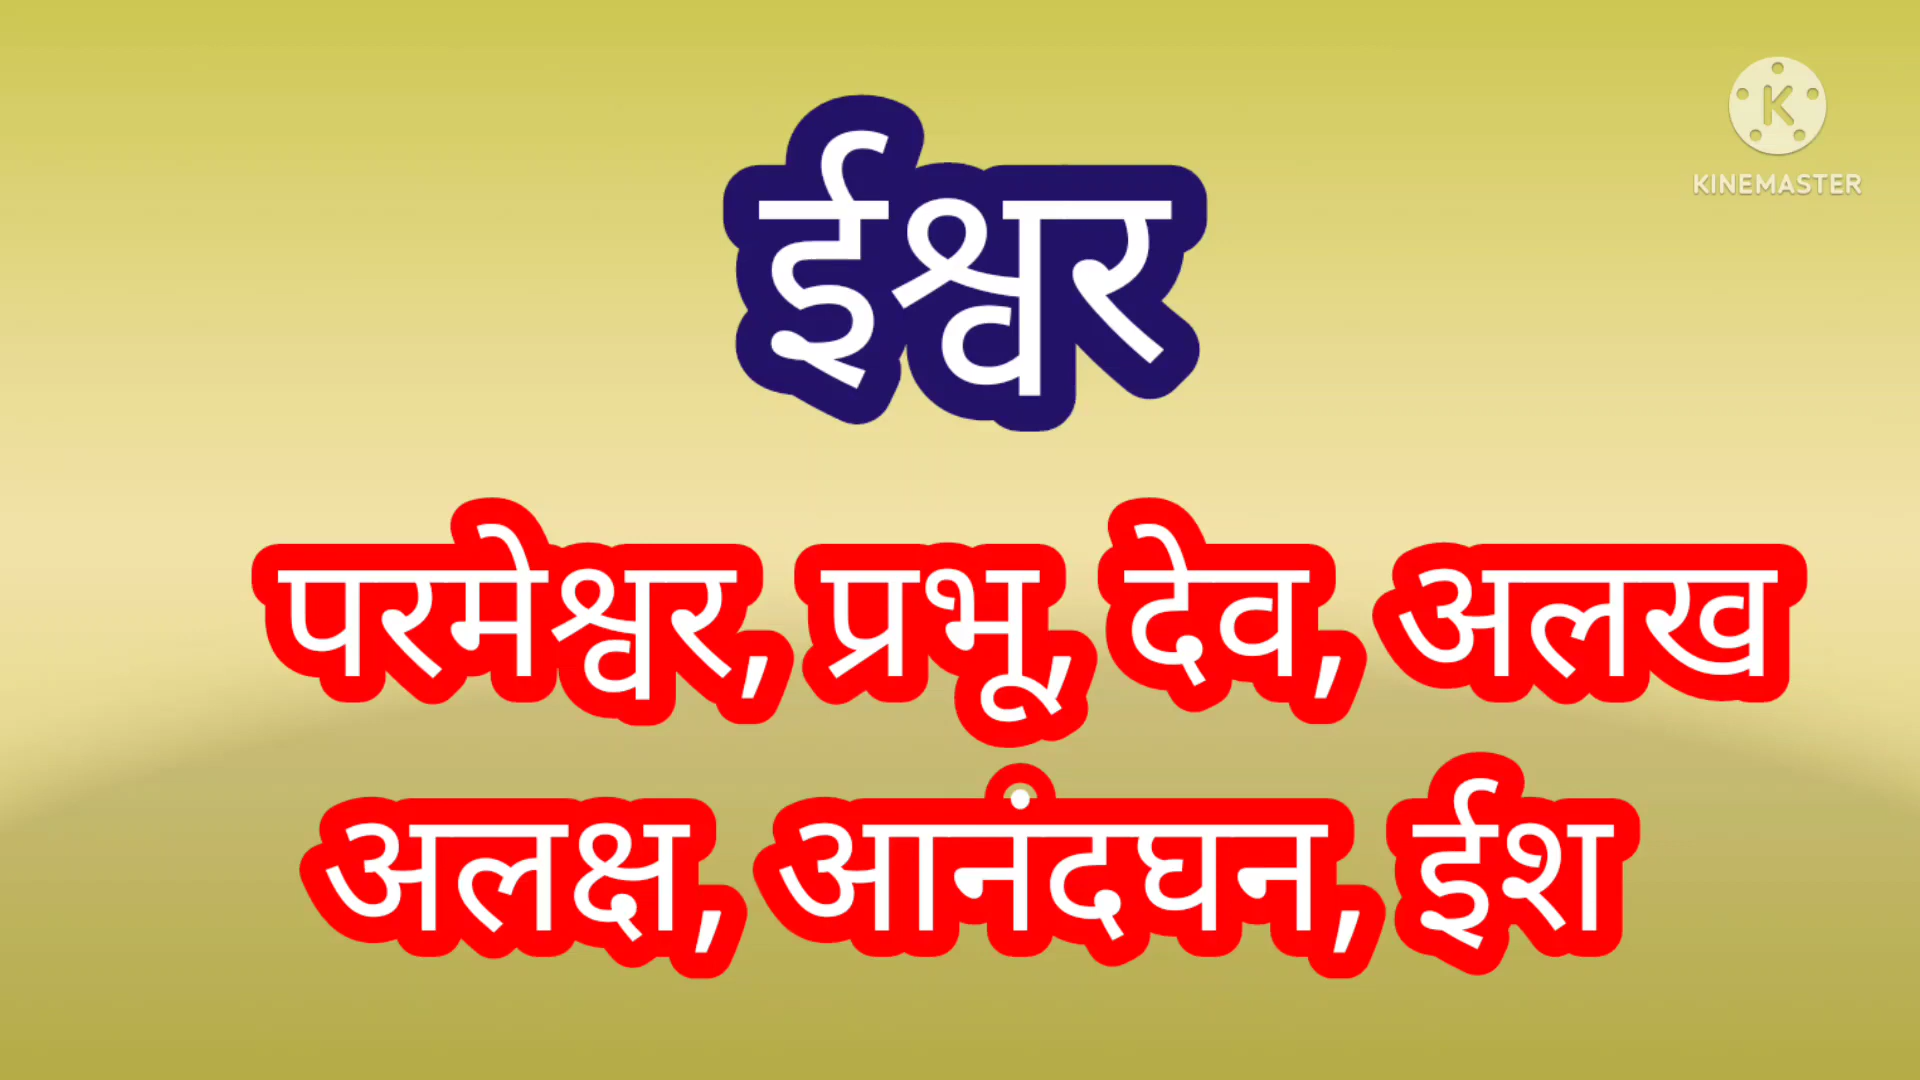 ईश्वर
KINEMASTER
परमेश्वर, प्रभू, देव, अलख
अलक्ष, आनंदघन, ईश